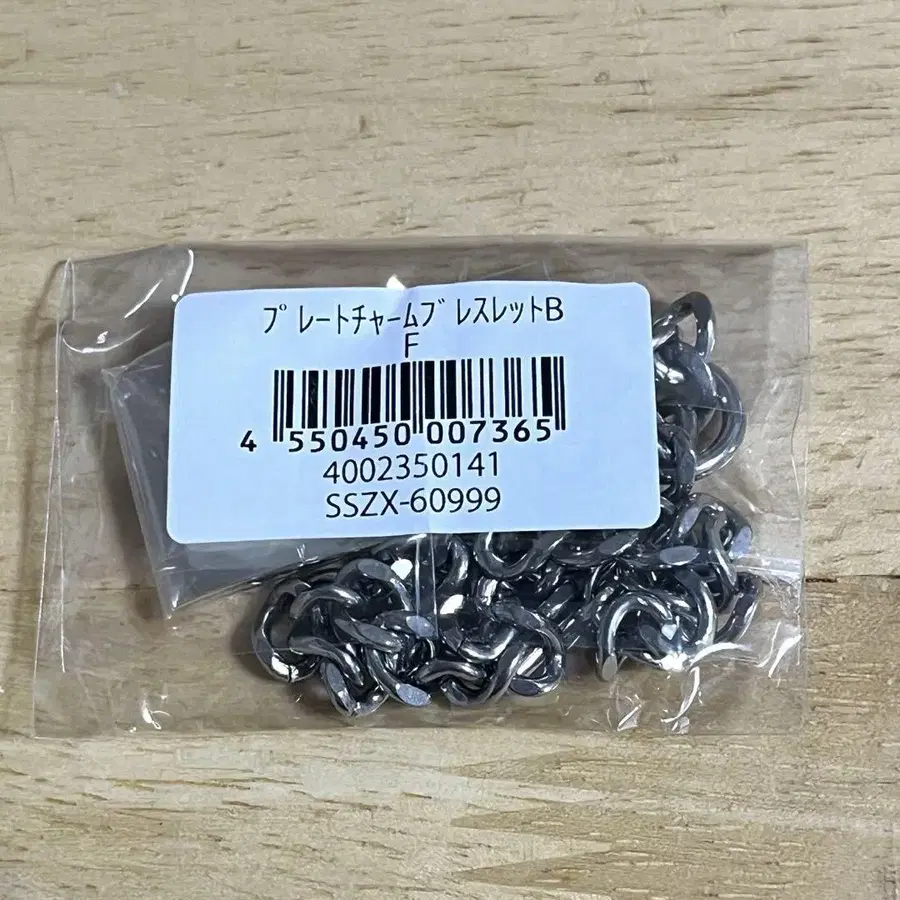 ﾌﾟﾚｰﾄﾁｬｰﾑﾌﾞﾚｽﾚｯﾄB
F
4 550450 007365
4002350141
SSZX-60999